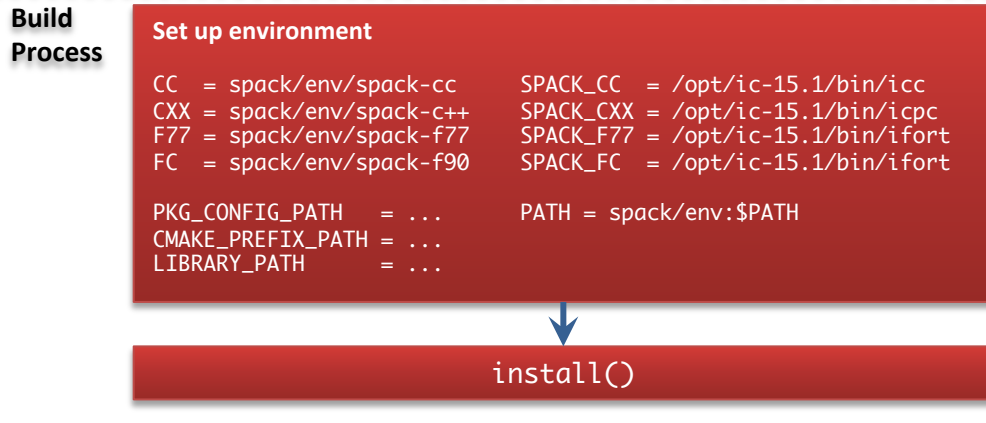 Build
Process
Set up environment
CC  = spack/env/spack-cc    SPACK_CC  = /opt/ic-15.1/bin/icc
CXX = spack/env/spack-c++   SPACK_CXX = /opt/ic-15.1/bin/icpc
F77 = spack/env/spack-f77   SPACK_F77 = /opt/ic-15.1/bin/ifort
FC  = spack/env/spack-f90   SPACK_FC  = /opt/ic-15.1/bin/ifort
PKG_CONFIG_PATH   = ...     PATH = spack/env:$PATH
CMAKE_PREFIX_PATH = ...
LIBRARY_PATH      = ...
install()